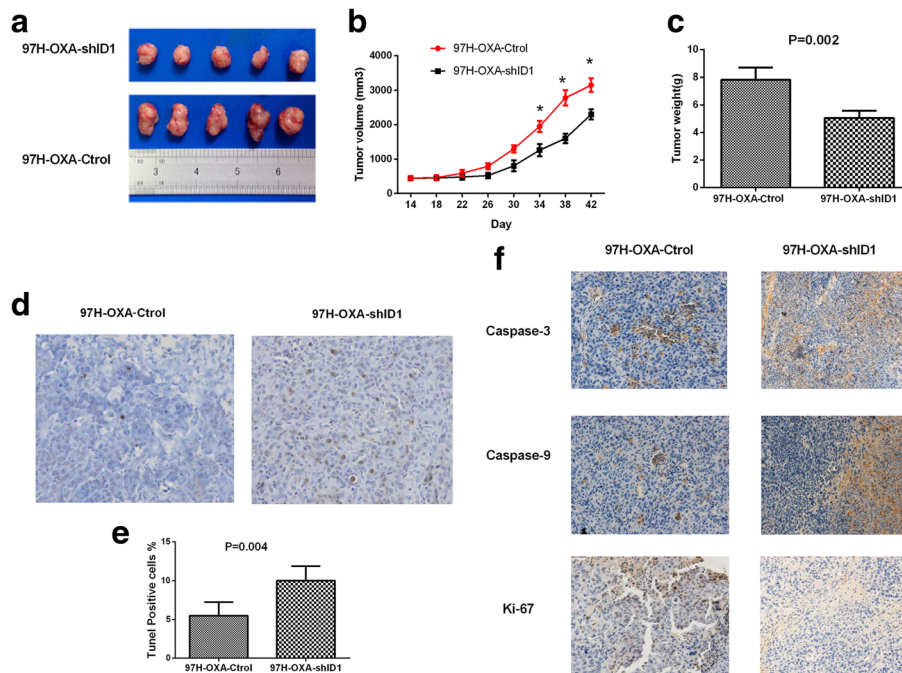 a
97H-OXA-shID1
97H-OXA-Ctrol
3 4 5 6
b
97H-OXA-Ctrol
97H-OXA-shID1
Tumor volume (mm3)
4000
3000
2000
1000
0
* * *
14 18 22 26 30 34 38 42
Day
c
P=0.002
Tumor weight(g)
10
8
6
4
2
0
97H-OXA-Ctrol 97H-OXA-shID1
d
97H-OXA-Ctrol 97H-OXA-shID1
e
P=0.004
Tunel Positive cells %
15
10
5
0
97H-OXA-Ctrol 97H-OXA-shID1
f
97H-OXA-Ctrol 97H-OXA-shID1
Caspase-3
Caspase-9
Ki-67